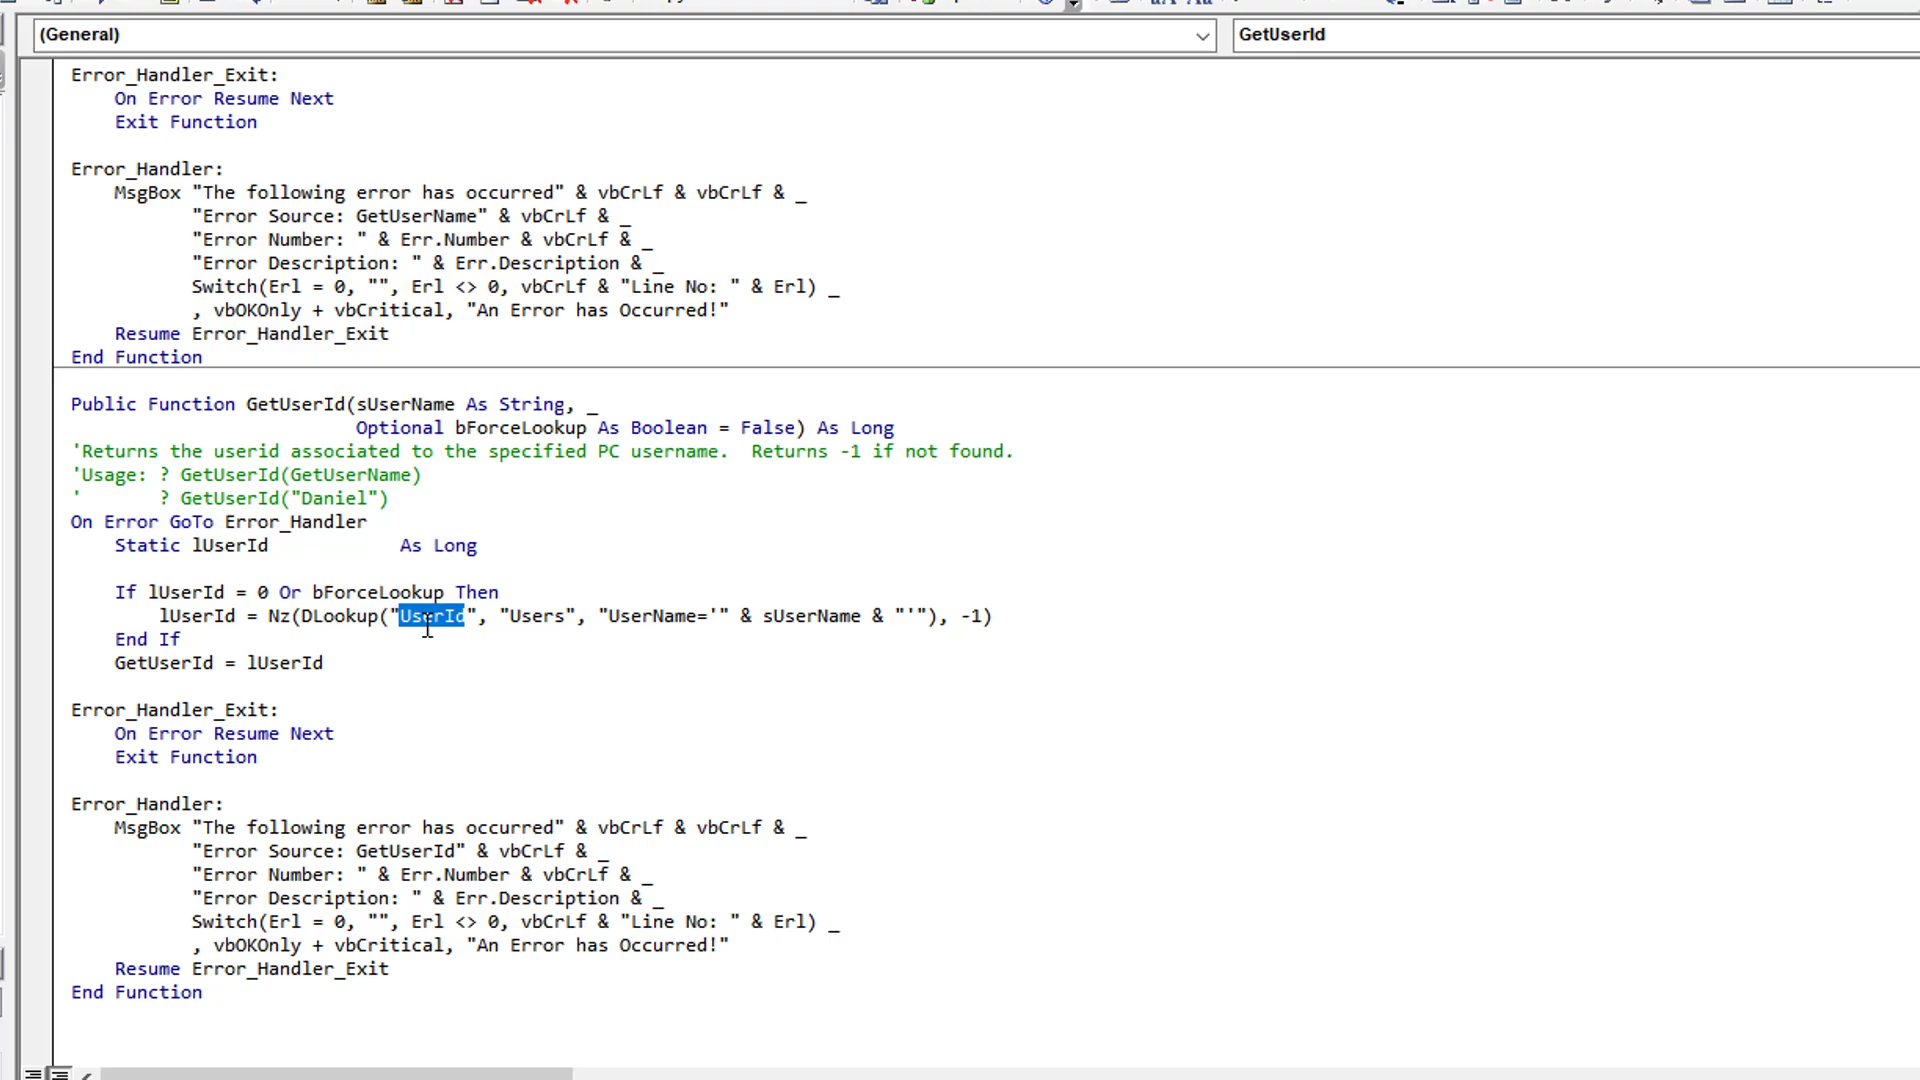 (General)
GetUserId
Error_Handler_Exit:
    On Error Resume Next
    Exit Function
Error_Handler:
    MsgBox "The following error has occurred" & vbCrLf & vbCrLf & _
           "Error Source: GetUserName" & vbCrLf & _
           "Error Number: " & Err.Number & vbCrLf & _
           "Error Description: " & Err.Description & _
           Switch(Erl = 0, "", Erl <> 0, vbCrLf & "Line No: " & Erl) _
           , vbOKOnly + vbCritical, "An Error has Occurred!"
    Resume Error_Handler_Exit
End Function
Public Function GetUserId(sUserName As String, _
                          Optional bForceLookup As Boolean = False) As Long
'Returns the userid associated to the specified PC username.  Returns -1 if not found.
'Usage: ? GetUserId(GetUserName)
'       ? GetUserId("Daniel")
On Error GoTo Error_Handler
    Static lUserId            As Long
    If lUserId = 0 Or bForceLookup Then
        lUserId = Nz(DLookup("UserId", "Users", "UserName='" & sUserName & "'"), -1)
    End If
    GetUserId = lUserId
Error_Handler_Exit:
    On Error Resume Next
    Exit Function
Error_Handler:
    MsgBox "The following error has occurred" & vbCrLf & vbCrLf & _
           "Error Source: GetUserId" & vbCrLf & _
           "Error Number: " & Err.Number & vbCrLf & _
           "Error Description: " & Err.Description & _
           Switch(Erl = 0, "", Erl <> 0, vbCrLf & "Line No: " & Erl) _
           , vbOKOnly + vbCritical, "An Error has Occurred!"
    Resume Error_Handler_Exit
End Function